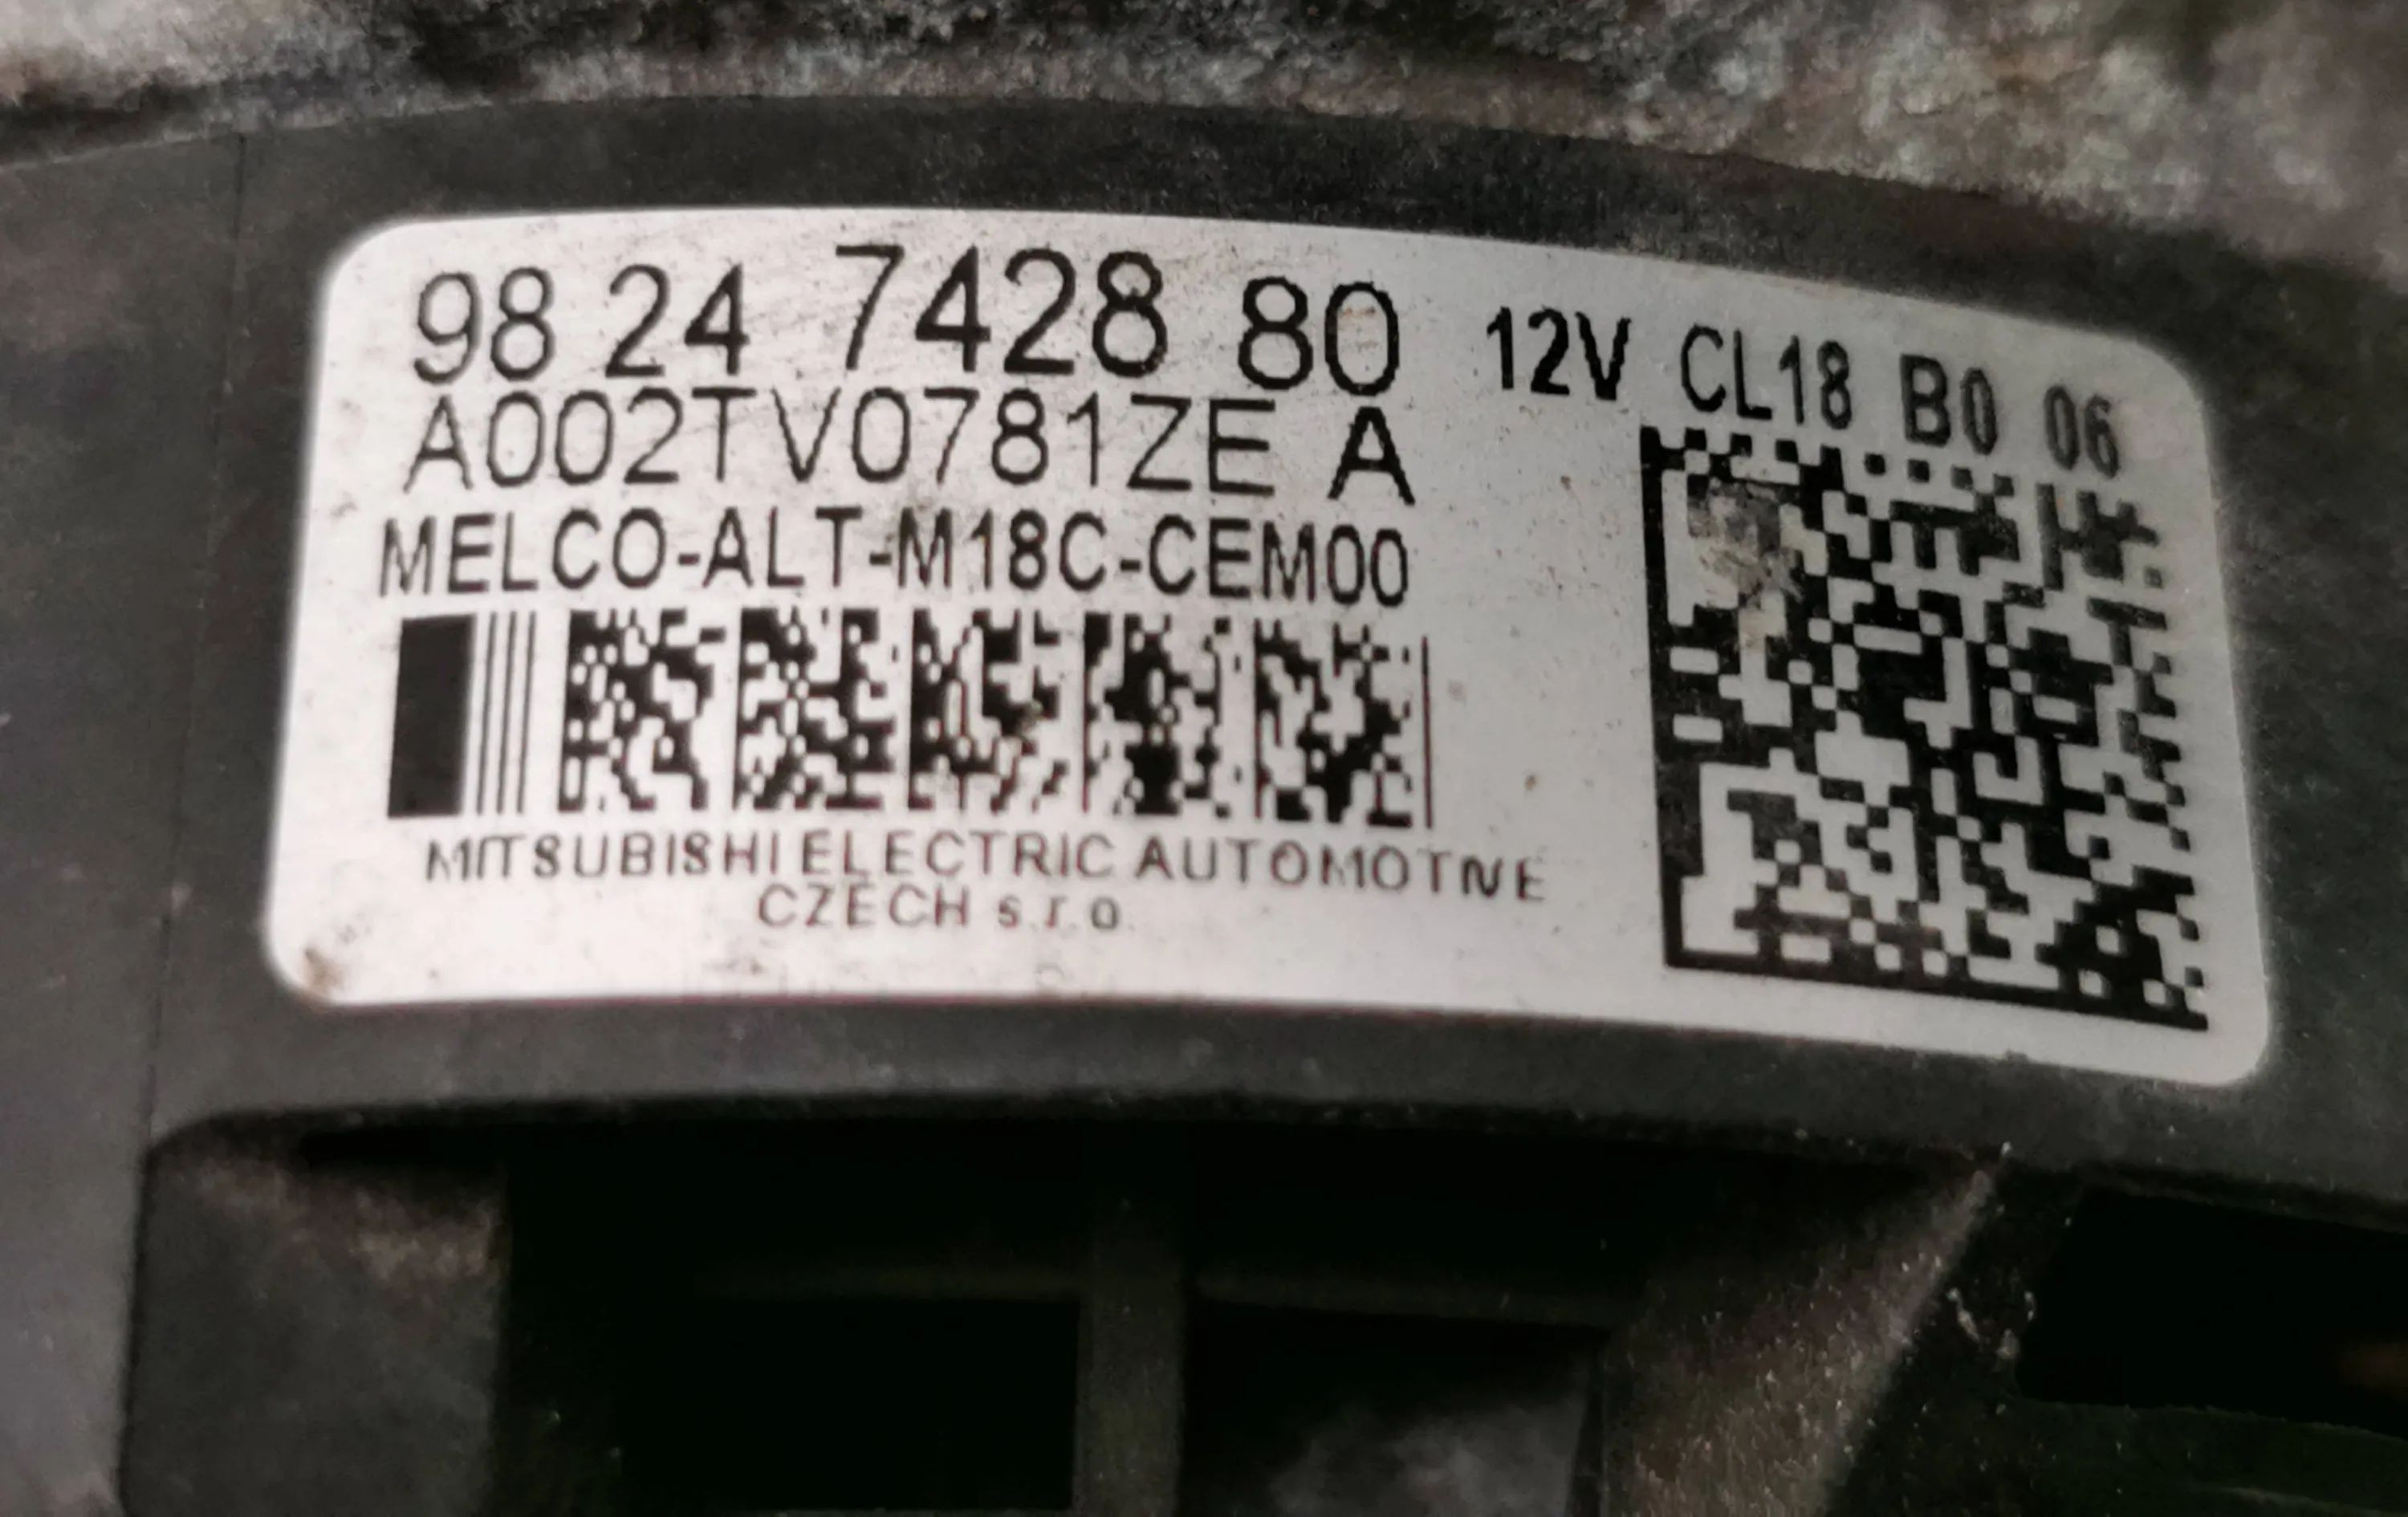 98 24 7428 80 12V CL18 B0 06
A002TV0781ZE A
MELCO-ALT-M18C-CEM00
MITSUBISHI ELECTRIC AUTOMOTIVE
CZECH s.r.o.